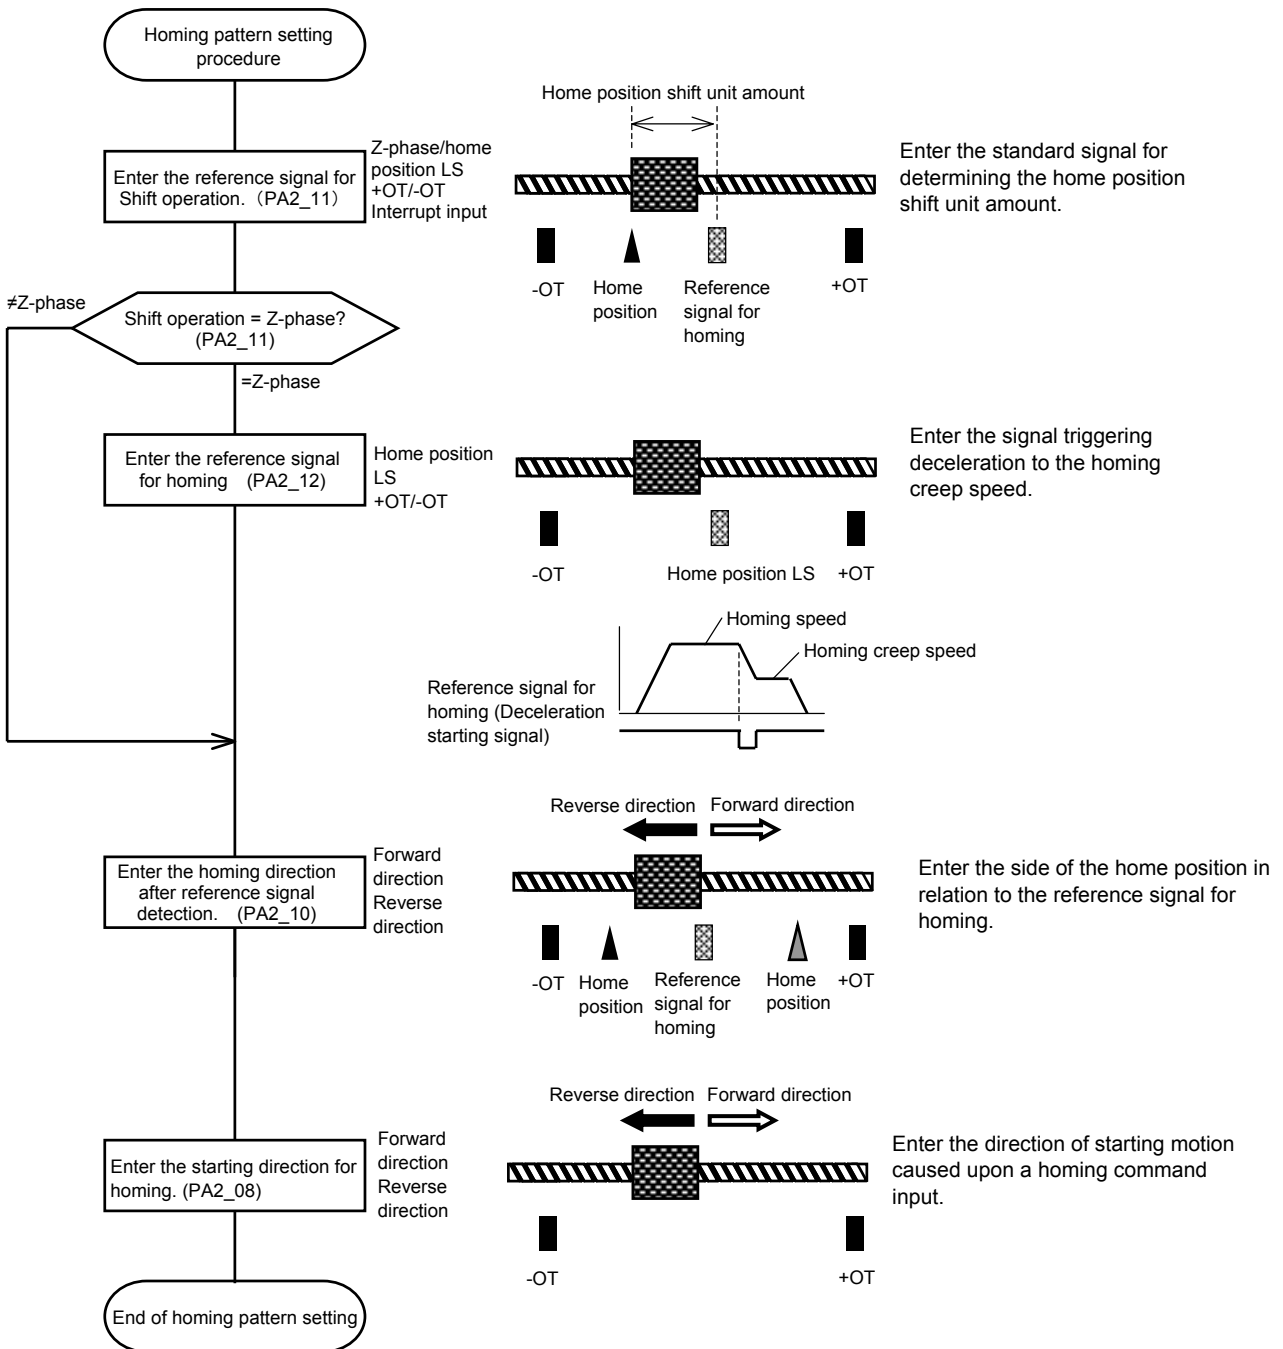 Homing pattern setting
procedure
Home position shift unit amount
Enter the reference signal for
Shift operation. （PA2_11）
Z-phase/home
position LS
+OT/-OT
Interrupt input
Enter the standard signal for
determining the home position
shift unit amount.
-OT
Home
position
Reference
signal for
homing
+OT
≠Z-phase
Shift operation = Z-phase?
(PA2_11)
=Z-phase
Enter the reference signal
for homing (PA2_12)
Home position
LS
+OT/-OT
Enter the signal triggering
deceleration to the homing
creep speed.
-OT
Home position LS
+OT
Homing speed
Homing creep speed
Reference signal for
homing (Deceleration
starting signal)
Reverse direction
Forward direction
Enter the homing direction
after reference signal
detection. (PA2_10)
Forward
direction
Reverse
direction
Enter the side of the home position in
relation to the reference signal for
homing.
-OT
Home
position
Reference
signal for
homing
Home
position
+OT
Reverse direction
Forward direction
Enter the starting direction for
homing. (PA2_08)
Forward
direction
Reverse
direction
Enter the direction of starting motion
caused upon a homing command
input.
-OT
+OT
End of homing pattern setting